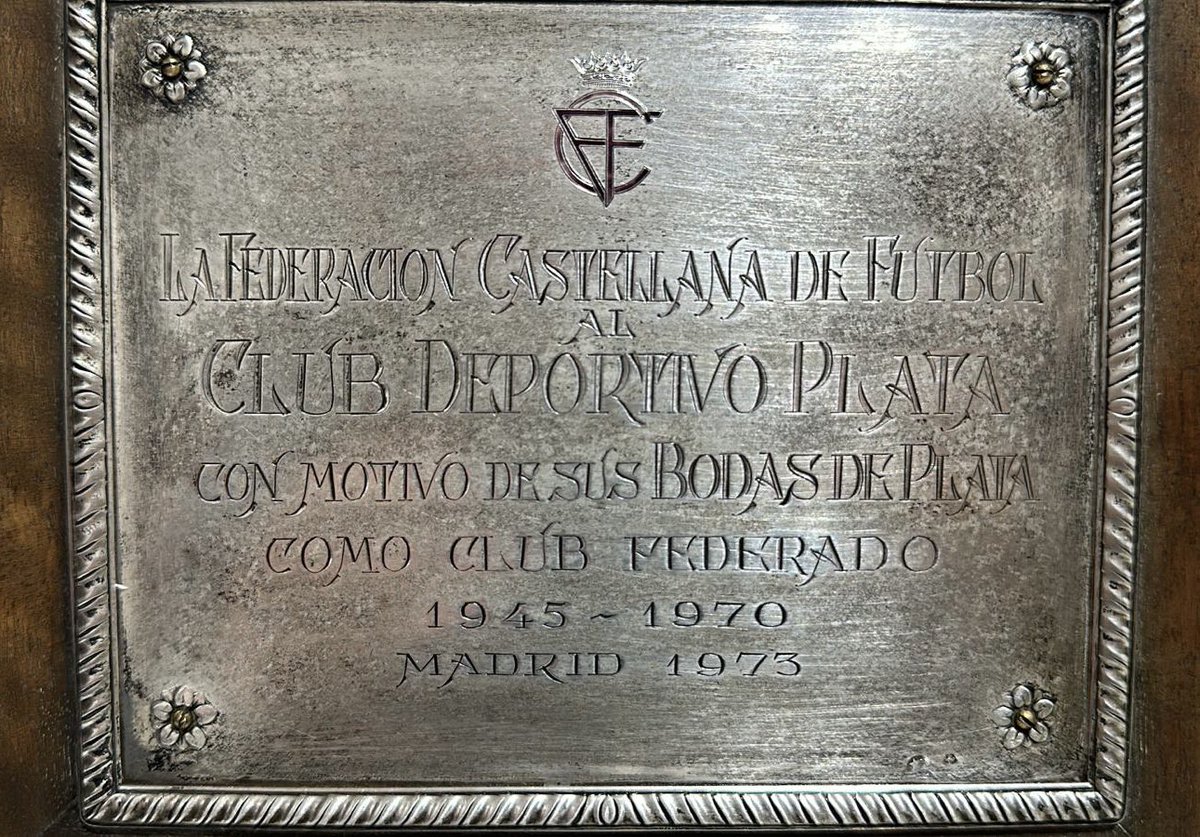 LA FEDERACION CASTELLANA DE FUTBOL
AL
CLUB DEPORTIVO PLATA
CON MOTIVO DE SUS BODAS DE PLATA
COMO CLUB FEDERADO
1945 ~ 1970
MADRID 1973